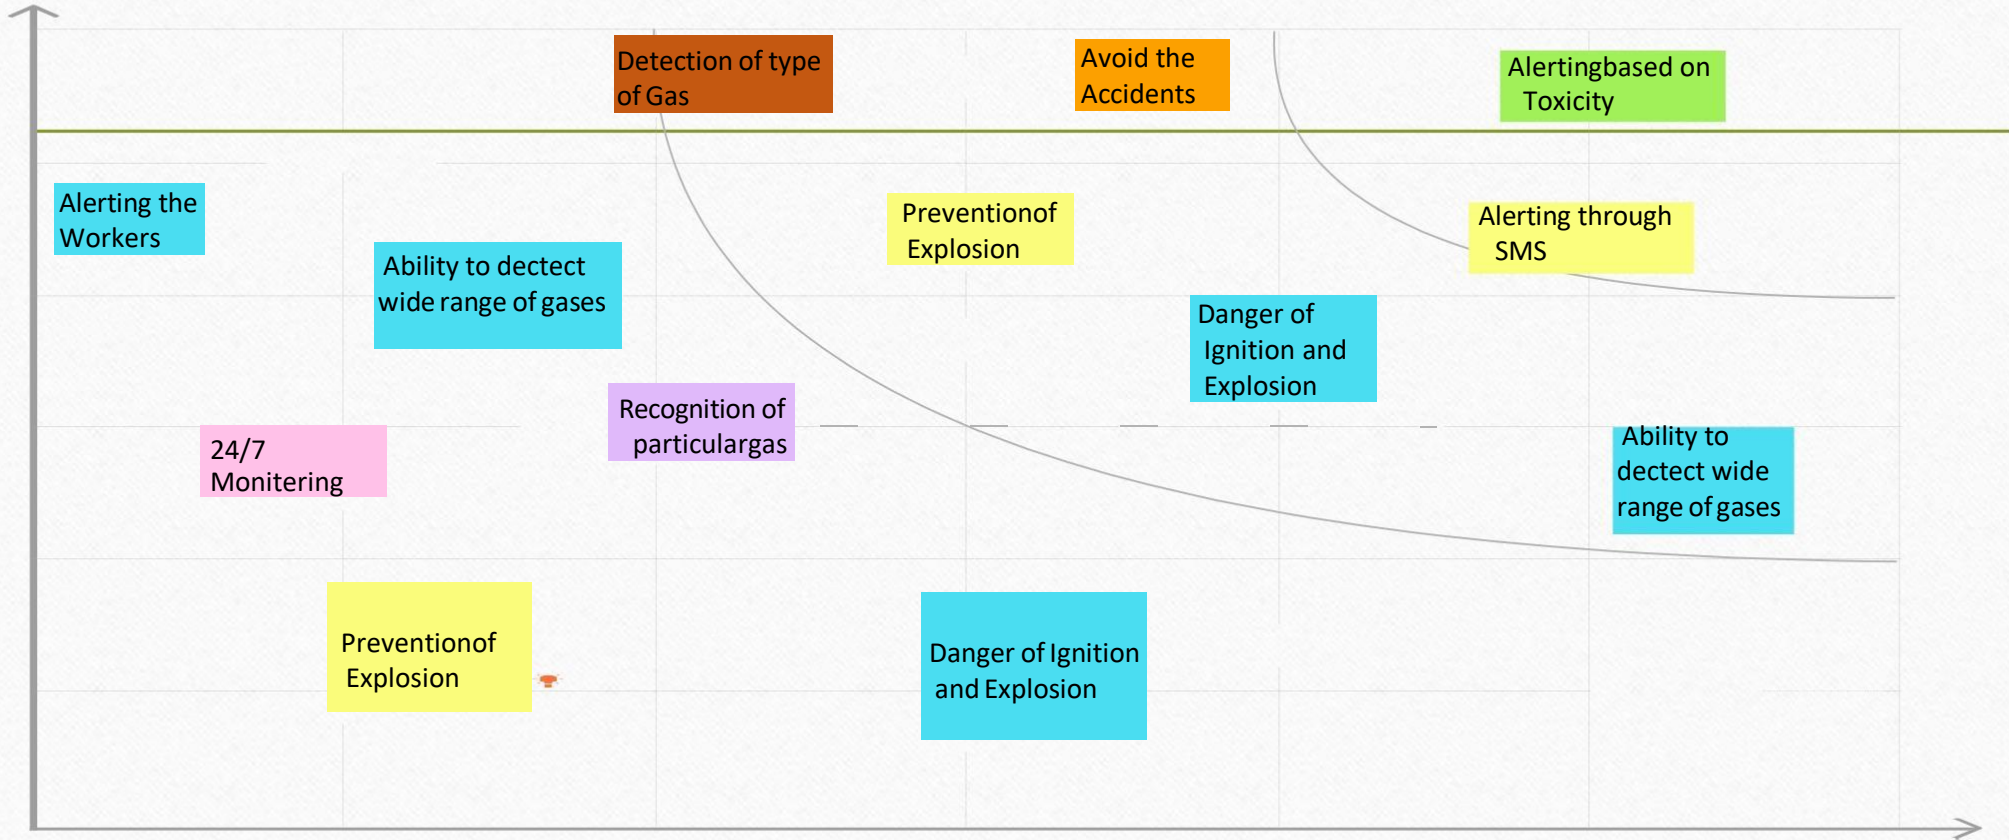 Detection of type
of Gas
Avoid the
Accidents
Alertingbased on
Toxicity
Alerting the
Workers
Preventionof
Explosion
Alerting through
SMS
Ability to dectect
wide range of gases
Danger of
Ignition and
Explosion
Recognition of
particulargas
24/7
Monitering
Ability to
dectect wide
range of gases
Preventionof
Explosion
Danger of Ignition
and Explosion